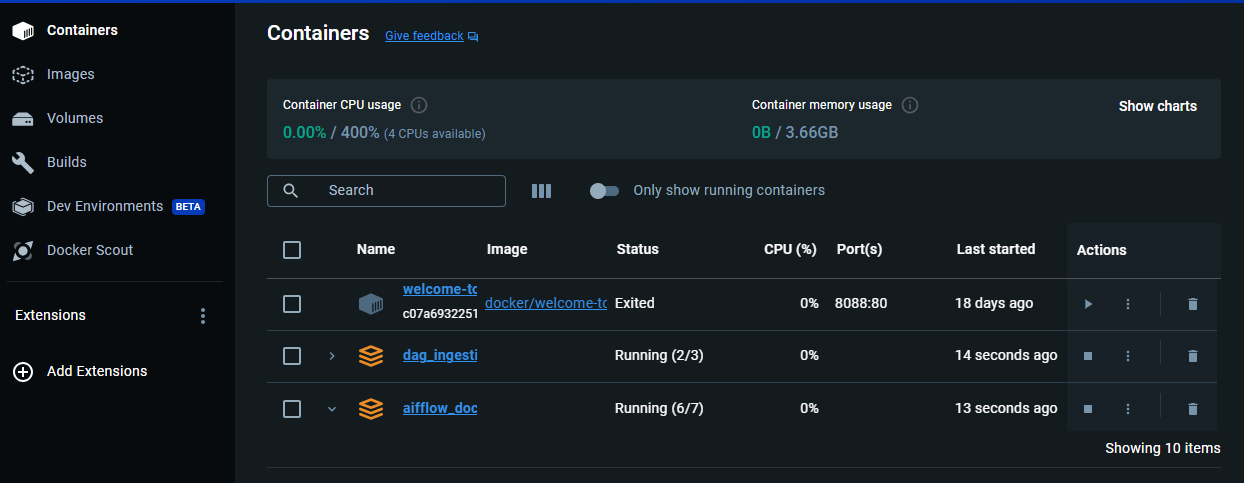 Containers
Images
Volumes
Builds
Dev Environments BETA
Docker Scout
Extensions
Add Extensions
Containers Give feedback
Container CPU usage
0.00% / 400% (4 CPUs available)
Container memory usage
0B / 3.66GB
Show charts
Search
Only show running containers
Name Image Status CPU (%) Port(s) Last started Actions
welcome-to
c07a6932251
docker/welcome-to Exited 0% 8088:80 18 days ago
dag_ingesti Running (2/3) 0% 14 seconds ago
aifflow_doc Running (6/7) 0% 13 seconds ago
Showing 10 items